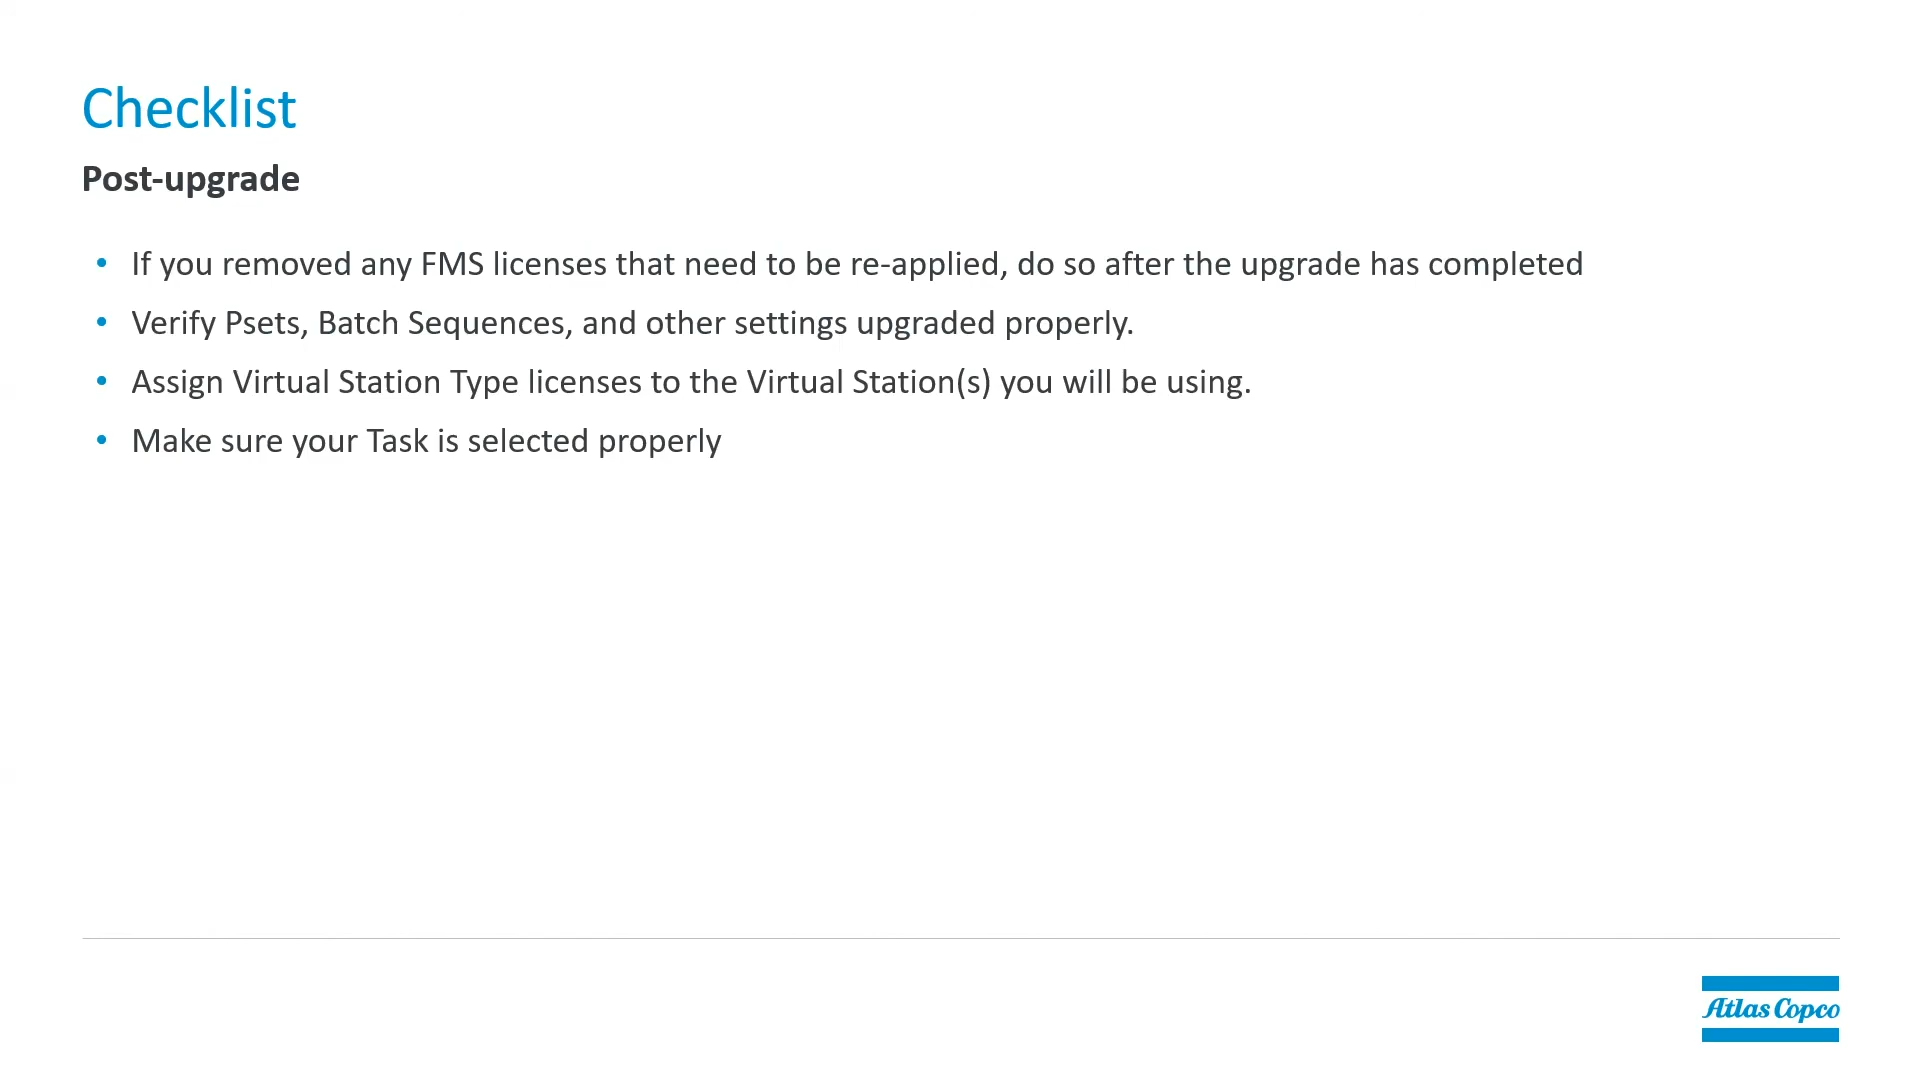 Checklist
Post-upgrade
• If you removed any FMS licenses that need to be re-applied, do so after the upgrade has completed
• Verify Psets, Batch Sequences, and other settings upgraded properly.
• Assign Virtual Station Type licenses to the Virtual Station(s) you will be using.
• Make sure your Task is selected properly
Atlas Copco